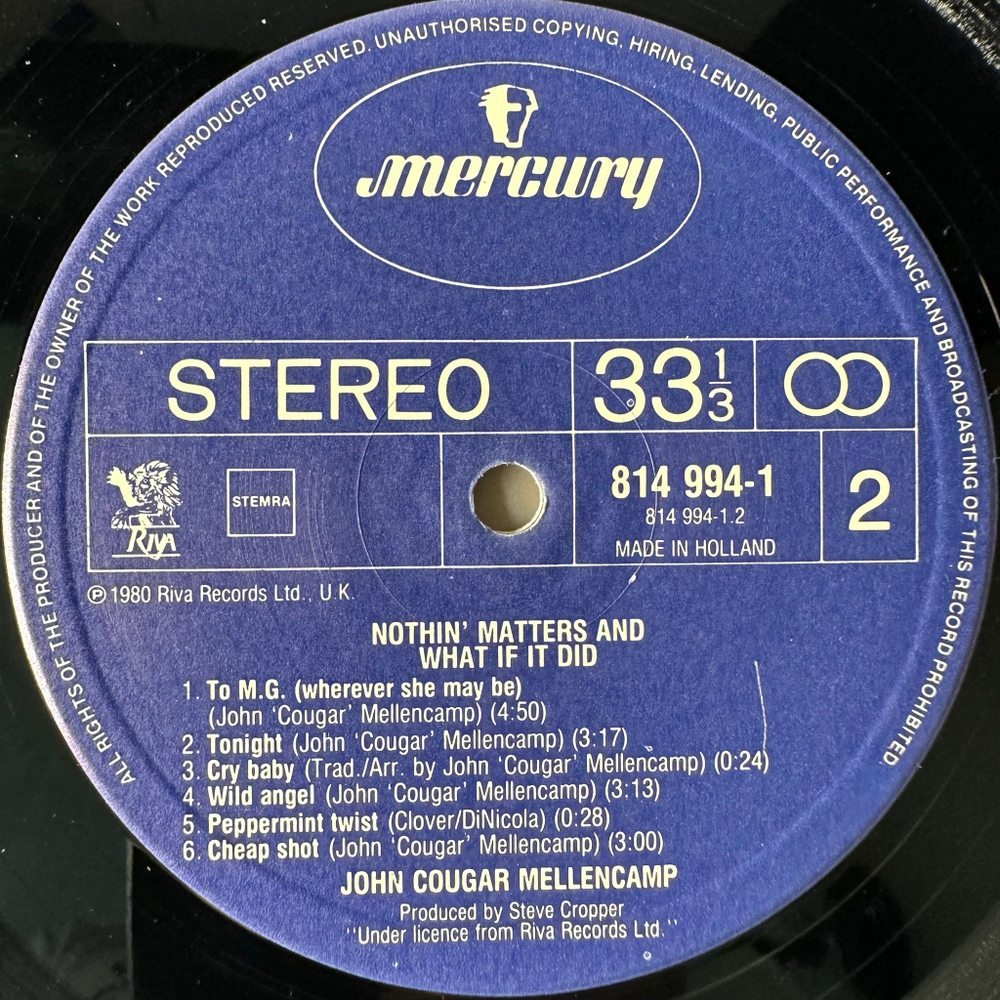 ALL RIGHTS OF THE PRODUCER AND OF THE OWNER OF THE WORK REPRODUCED RESERVED. UNAUTHORISED COPYING, HIRING, LENDING, PUBLIC PERFORMANCE AND BROADCASTING OF THIS RECORD PROHIBITED.
mercury
STEREO
33 1/3
RIVA
STEMRA
814 994-1
814 994-1.2
MADE IN HOLLAND
2
℗ 1980 Riva Records Ltd., U.K.
NOTHIN' MATTERS AND
WHAT IF IT DID
1. To M.G. (wherever she may be)
(John 'Cougar' Mellencamp) (4:50)
2. Tonight (John 'Cougar' Mellencamp) (3:17)
3. Cry baby (Trad./Arr. by John 'Cougar' Mellencamp) (0:24)
4. Wild angel (John 'Cougar' Mellencamp) (3:13)
5. Peppermint twist (Clover/DiNicola) (0:28)
6. Cheap shot (John 'Cougar' Mellencamp) (3:00)
JOHN COUGAR MELLENCAMP
Produced by Steve Cropper
"Under licence from Riva Records Ltd."